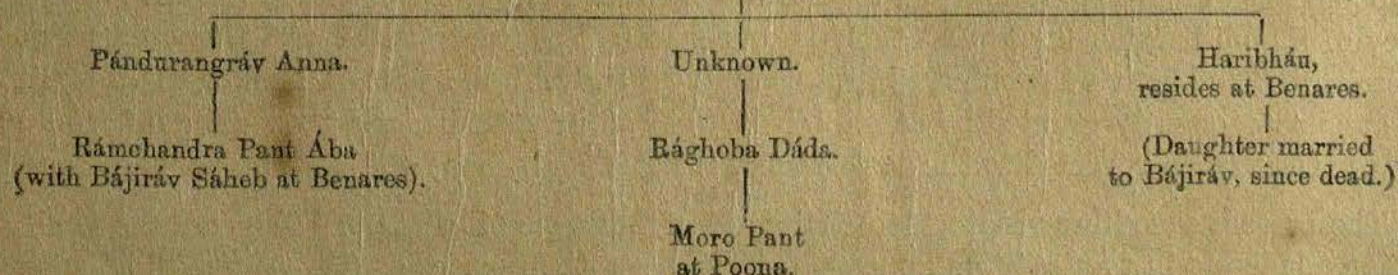 Pándurangráv Anna.
Unknown.
Haribháu,
resides at Benares.
Rámchandra Pant Ába
(with Bájiráv Sáheb at Benares).
Rághoba Dáda.
(Daughter married
to Bájiráv, since dead.)
Moro Pant
at Poona.